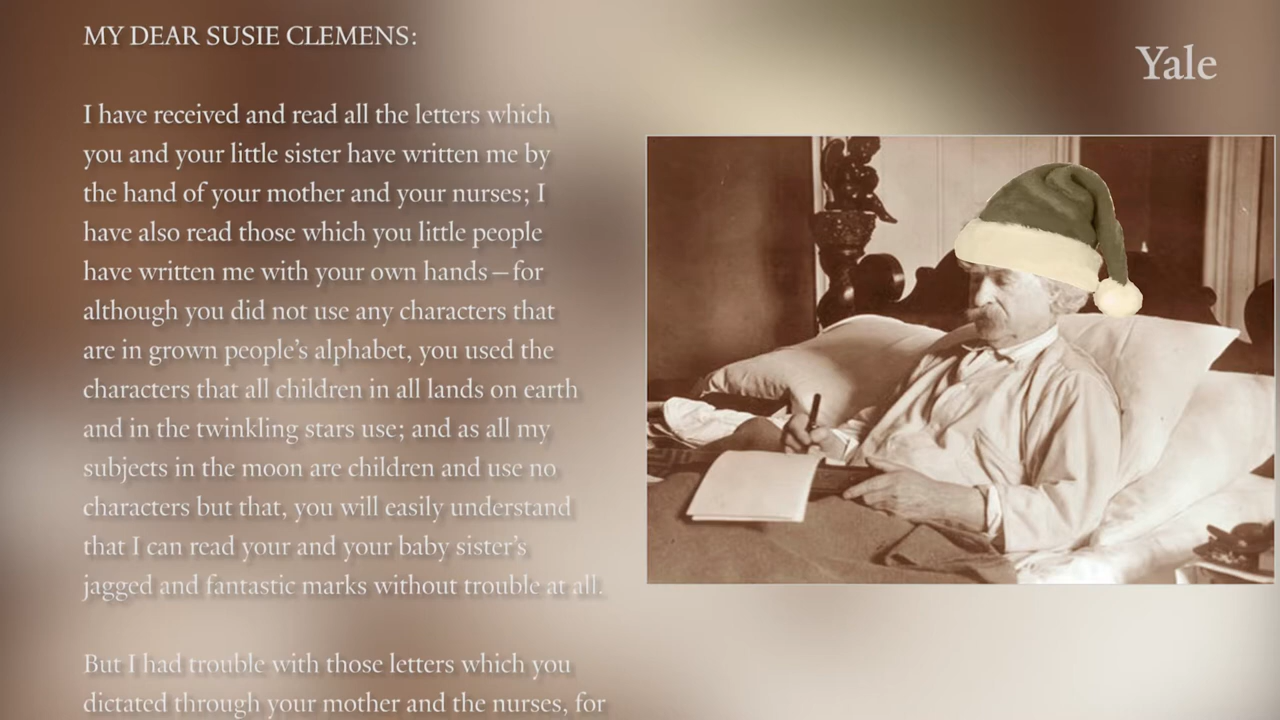 MY DEAR SUSIE CLEMENS:
Yale
I have received and read all the letters which
you and your little sister have written me by
the hand of your mother and your nurses; I
have also read those which you little people
have written me with your own hands – for
although you did not use any characters that
are in grown people's alphabet, you used the
characters that all children in all lands on earth
and in the twinkling stars use; and as all my
subjects in the moon are children and use no
characters but that, you will easily understand
that I can read your and your baby sister's
jagged and fantastic marks without trouble at all.
But I had trouble with those letters which you
dictated through your mother and the nurses, for